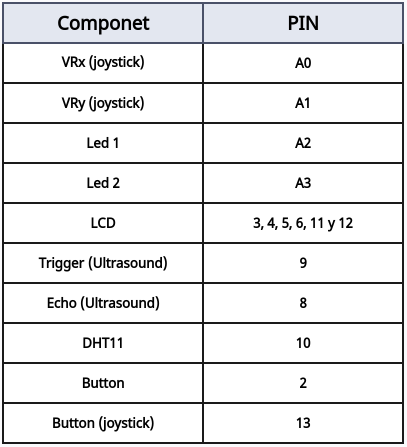 Componet PIN
VRx (joystick) A0
VRy (joystick) A1
Led 1 A2
Led 2 A3
LCD 3, 4, 5, 6, 11 y 12
Trigger (Ultrasound) 9
Echo (Ultrasound) 8
DHT11 10
Button 2
Button (joystick) 13